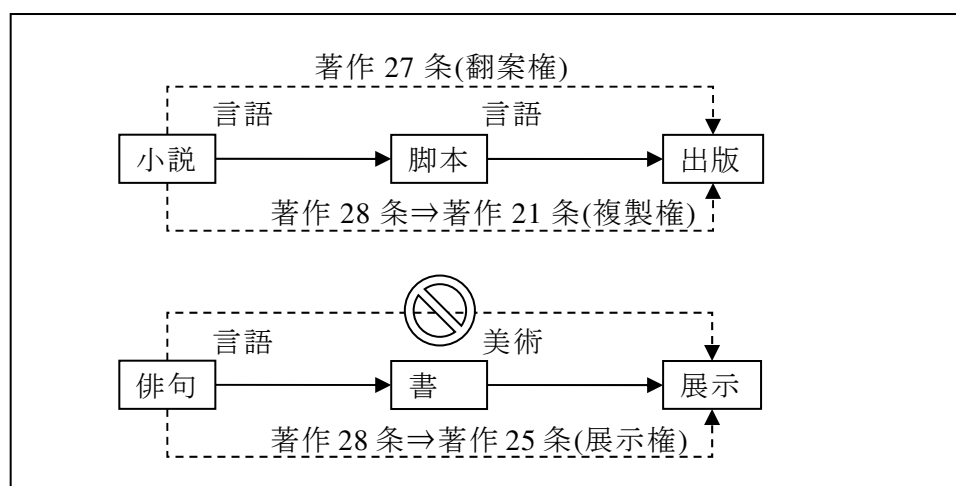 著作 27 条(翻案権)
言語 言語
小説 脚本 出版
著作 28 条⇒著作 21 条(複製権)
言語 美術
俳句 書 展示
著作 28 条⇒著作 25 条(展示権)